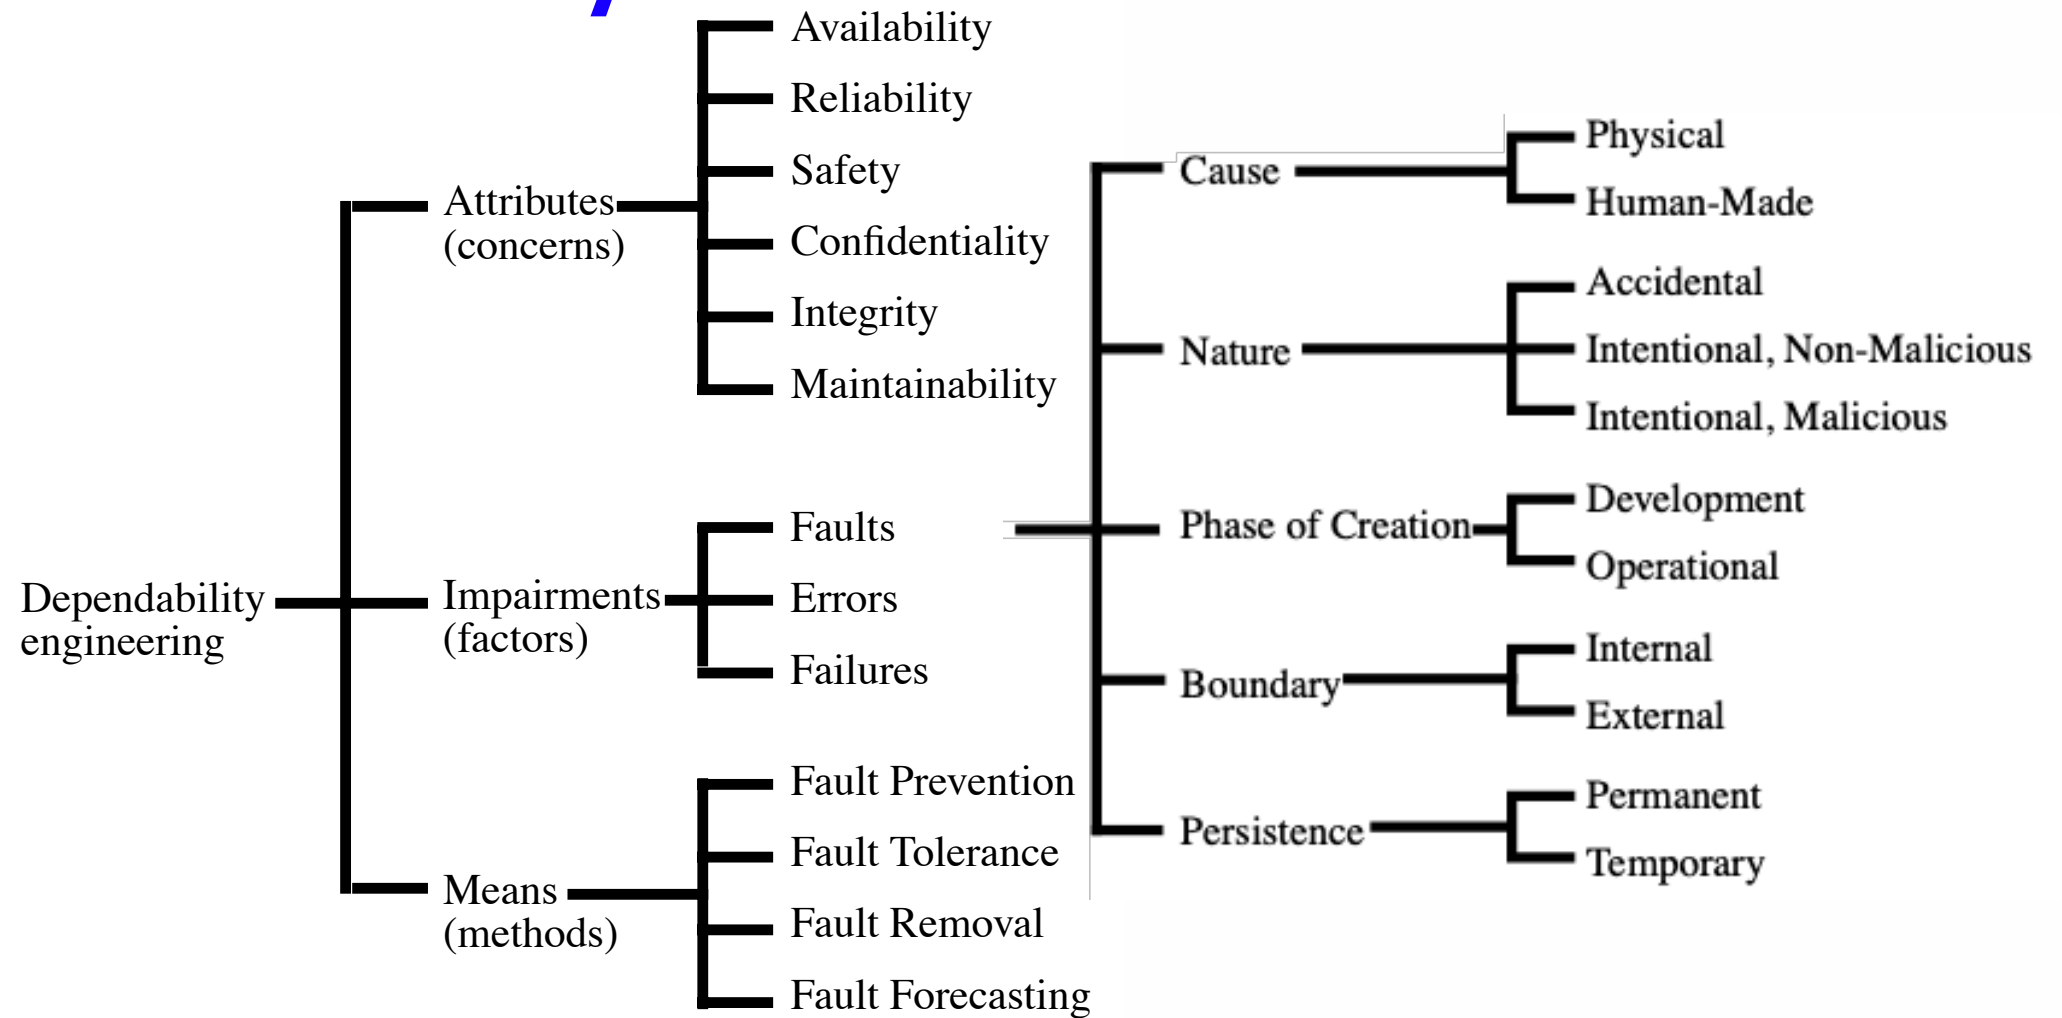 Dependability
engineering
Attributes
(concerns)
Availability
Reliability
Safety
Confidentiality
Integrity
Maintainability
Impairments
(factors)
Faults
Errors
Failures
Means
(methods)
Fault Prevention
Fault Tolerance
Fault Removal
Fault Forecasting
Cause
Physical
Human-Made
Nature
Accidental
Intentional, Non-Malicious
Intentional, Malicious
Phase of Creation
Development
Operational
Boundary
Internal
External
Persistence
Permanent
Temporary